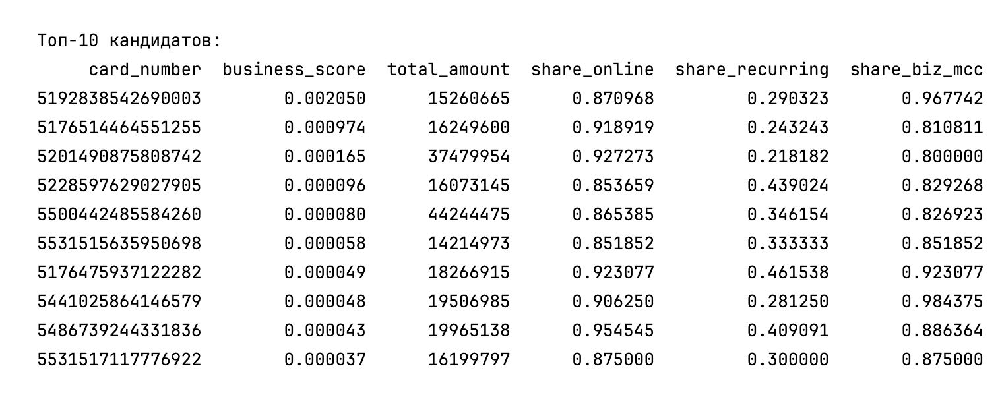 Топ-10 кандидатов:
card_number business_score total_amount share_online share_recurring share_biz_mcc
5192838542690003 0.002050 15260665 0.870968 0.290323 0.967742
5176514464551255 0.000974 16249600 0.918919 0.243243 0.810811
5201490875808742 0.000165 37479954 0.927273 0.218182 0.800000
5228597629027905 0.000096 16073145 0.853659 0.439024 0.829268
5500442485584260 0.000080 44244475 0.865385 0.346154 0.826923
5531515635950698 0.000058 14214973 0.851852 0.333333 0.851852
5176475937122282 0.000049 18266915 0.923077 0.461538 0.923077
5441025864146579 0.000048 19506985 0.906250 0.281250 0.984375
5486739244331836 0.000043 19965138 0.954545 0.409091 0.886364
5531517117776922 0.000037 16199797 0.875000 0.300000 0.875000